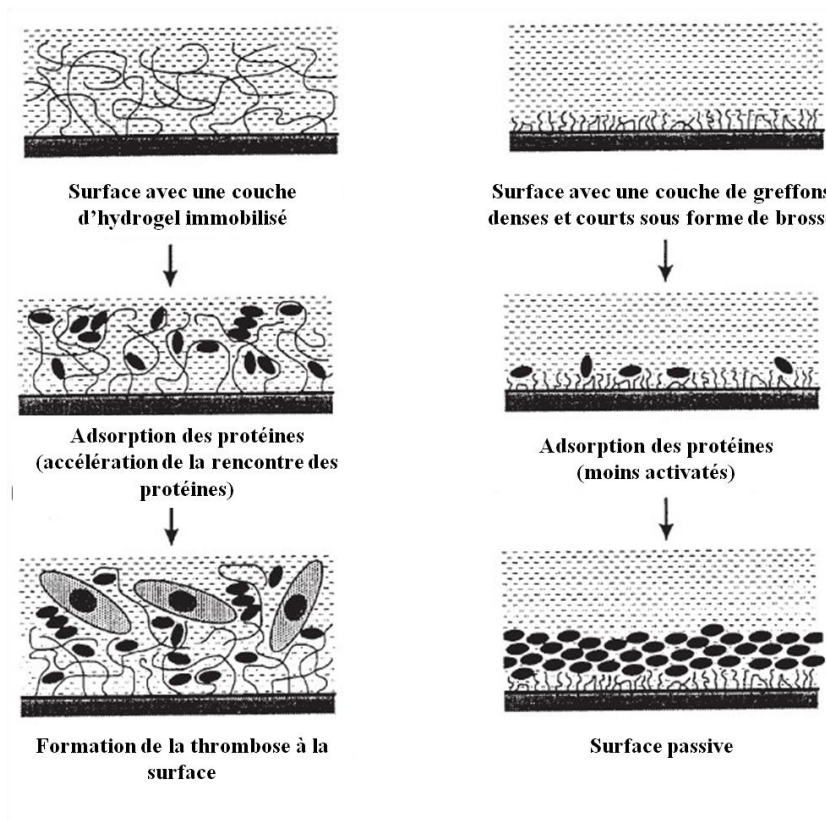 Surface avec une couche
d’hydrogel immobilisé
Surface avec une couche de greffons
denses et courts sous forme de bross
Adsorption des protéines
(accélération de la rencontre des
protéines)
Adsorption des protéines
(moins activatés)
Formation de la thrombose à la
surface
Surface passive